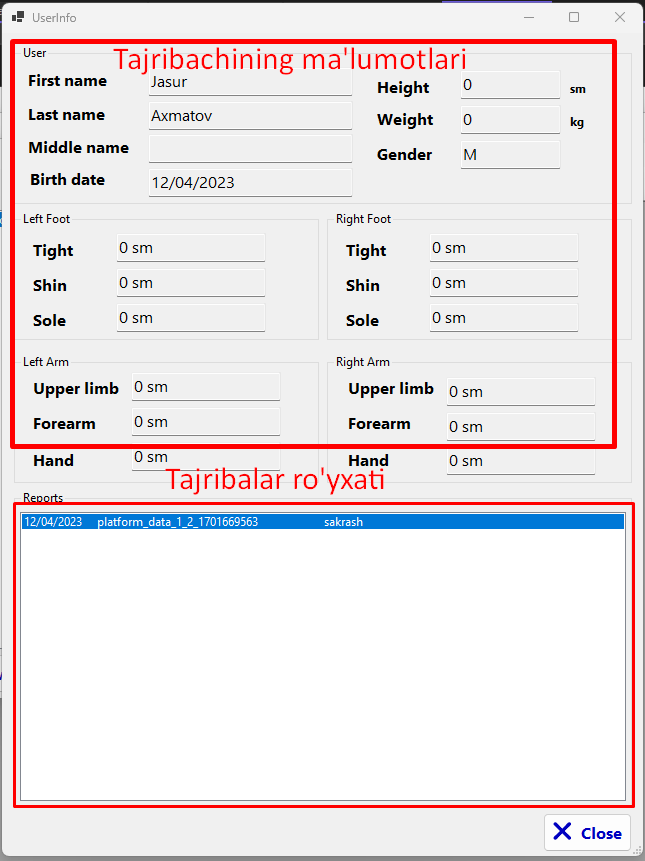 UserInfo
User
Tajribachining ma'lumotlari
First name Jasur
Height 0 sm
Last name Axmatov
Weight 0 kg
Middle name
Gender M
Birth date 12/04/2023
Left Foot
Tight 0 sm
Shin 0 sm
Sole 0 sm
Right Foot
Tight 0 sm
Shin 0 sm
Sole 0 sm
Left Arm
Upper limb 0 sm
Forearm 0 sm
Hand 0 sm
Right Arm
Upper limb 0 sm
Forearm 0 sm
Hand 0 sm
Tajribalar ro'yxati
Reports
12/04/2023 platform_data_1_2_1701669563 sakrash
Close